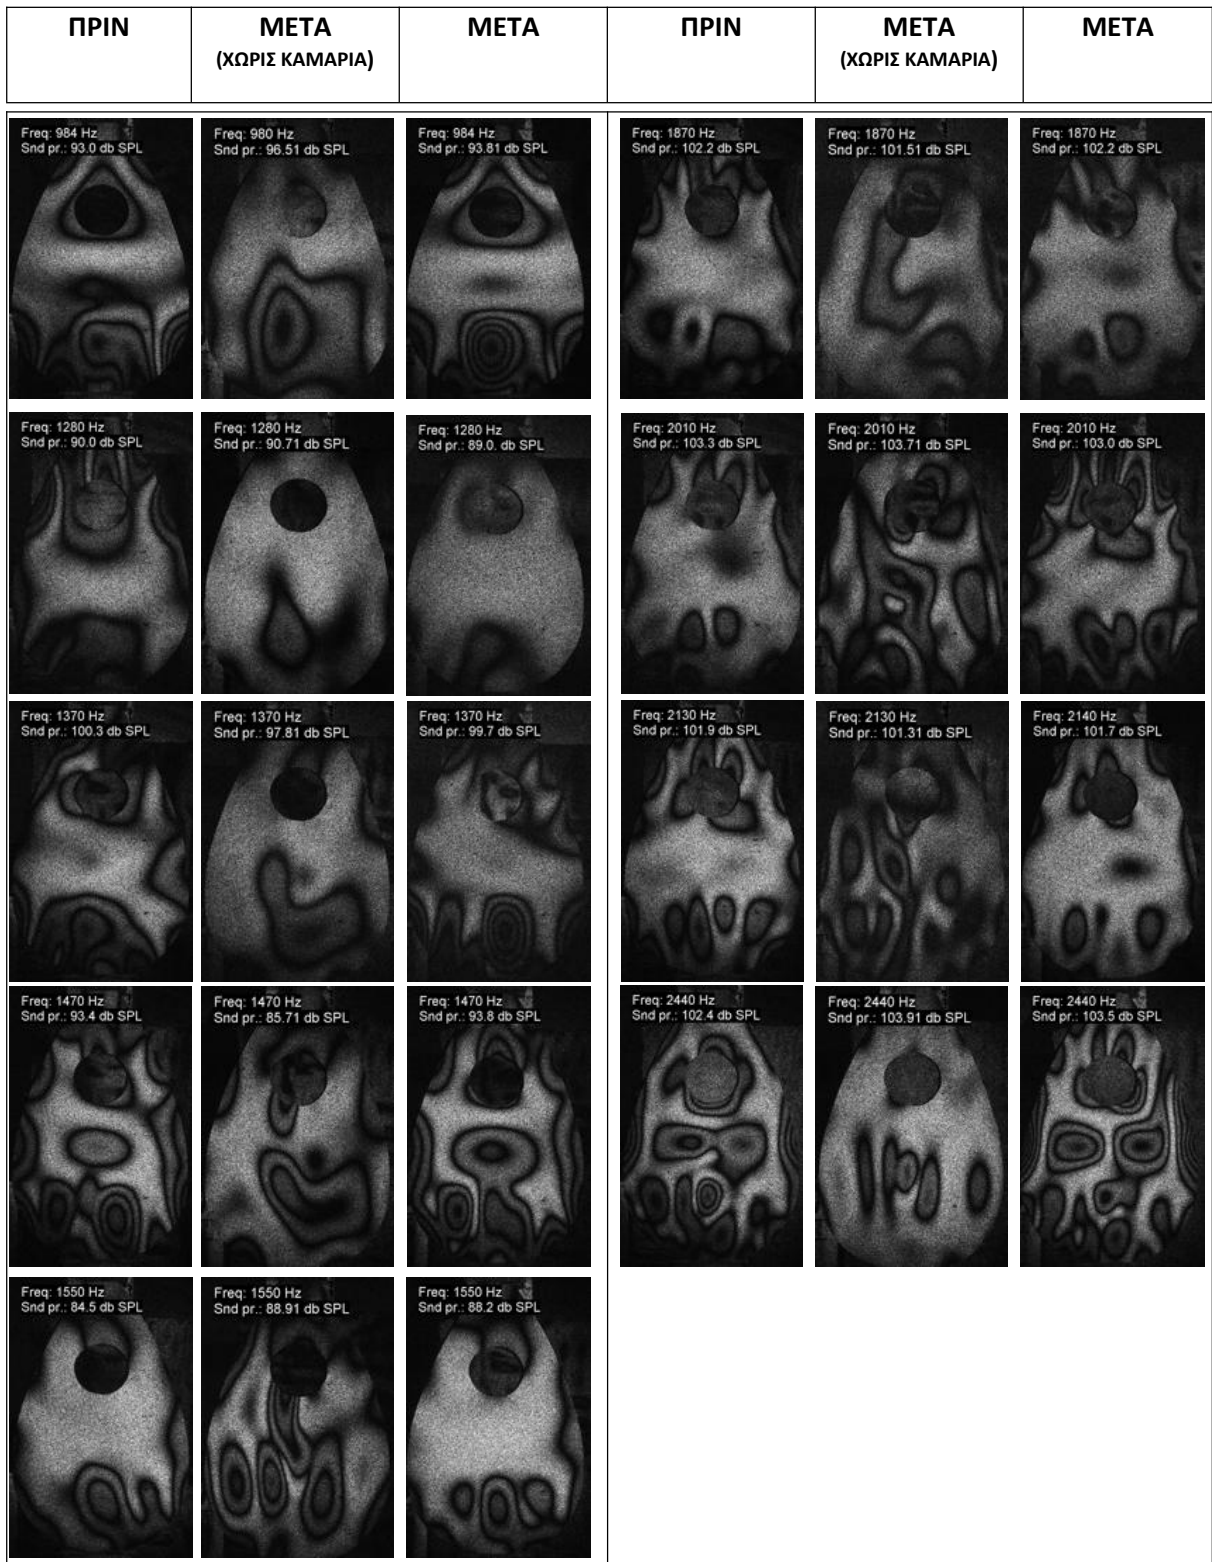 ΠΡΙΝ
ΜΕΤΑ
(ΧΩΡΙΣ ΚΑΜΑΡΙΑ)
ΜΕΤΑ
ΠΡΙΝ
ΜΕΤΑ
(ΧΩΡΙΣ ΚΑΜΑΡΙΑ)
ΜΕΤΑ
Freq: 984 Hz
Snd pr.: 93.0 db SPL
Freq: 980 Hz
Snd pr.: 96.51 db SPL
Freq: 984 Hz
Snd pr.: 93.81 db SPL
Freq: 1870 Hz
Snd pr.: 102.2 db SPL
Freq: 1870 Hz
Snd pr.: 101.51 db SPL
Freq: 1870 Hz
Snd pr.: 102.2 db SPL
Freq: 1280 Hz
Snd pr.: 90.0 db SPL
Freq: 1280 Hz
Snd pr.: 90.71 db SPL
Freq: 1280 Hz
Snd pr.: 89.0. db SPL
Freq: 2010 Hz
Snd pr.: 103.3 db SPL
Freq: 2010 Hz
Snd pr.: 103.71 db SPL
Freq: 2010 Hz
Snd pr.: 103.0 db SPL
Freq: 1370 Hz
Snd pr.: 100.3 db SPL
Freq: 1370 Hz
Snd pr.: 97.81 db SPL
Freq: 1370 Hz
Snd pr.: 99.7 db SPL
Freq: 2130 Hz
Snd pr.: 101.9 db SPL
Freq: 2130 Hz
Snd pr.: 101.31 db SPL
Freq: 2140 Hz
Snd pr.: 101.7 db SPL
Freq: 1470 Hz
Snd pr.: 93.4 db SPL
Freq: 1470 Hz
Snd pr.: 85.71 db SPL
Freq: 1470 Hz
Snd pr.: 93.8 db SPL
Freq: 2440 Hz
Snd pr.: 102.4 db SPL
Freq: 2440 Hz
Snd pr.: 103.91 db SPL
Freq: 2440 Hz
Snd pr.: 103.5 db SPL
Freq: 1550 Hz
Snd pr.: 84.5 db SPL
Freq: 1550 Hz
Snd pr.: 88.91 db SPL
Freq: 1550 Hz
Snd pr.: 88.2 db SPL